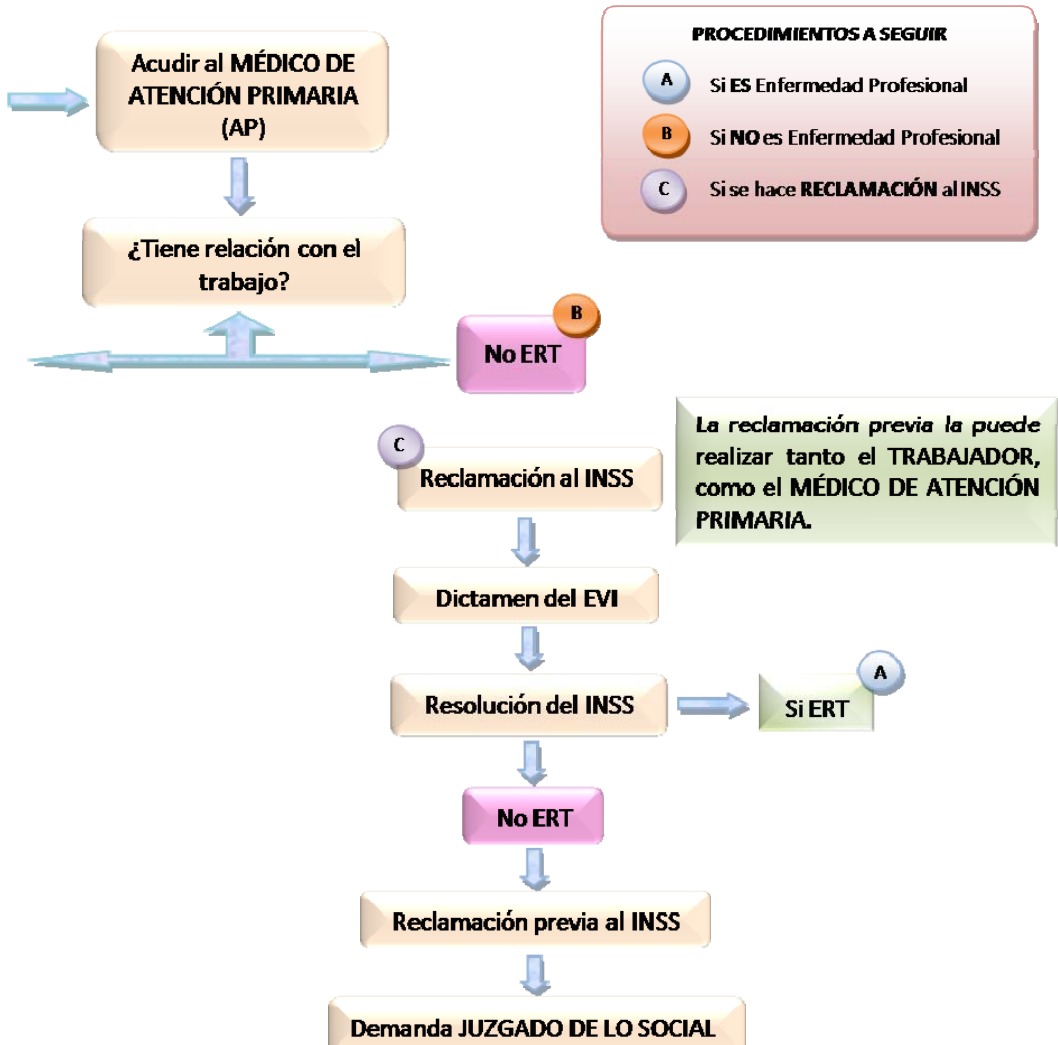 Acudir al MÉDICO DE
ATENCIÓN PRIMARIA
(AP)
PROCEDIMIENTOS A SEGUIR
A Si ES Enfermedad Profesional
B Si NO es Enfermedad Profesional
C Si se hace RECLAMACIÓN al INSS
¿Tiene relación con el
trabajo?
B
No ERT
C
Reclamación al INSS
La reclamación previa la puede
realizar tanto el TRABAJADOR,
como el MÉDICO DE ATENCIÓN
PRIMARIA.
Dictamen del EVI
Resolución del INSS
A
Si ERT
No ERT
Reclamación previa al INSS
Demanda JUZGADO DE LO SOCIAL